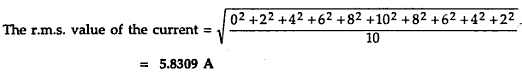 The r.m.s. value of the current = √((0² + 2² + 4² + 6² + 8² + 10² + 8² + 6² + 4² + 2²) / 10)
= 5.8309 A